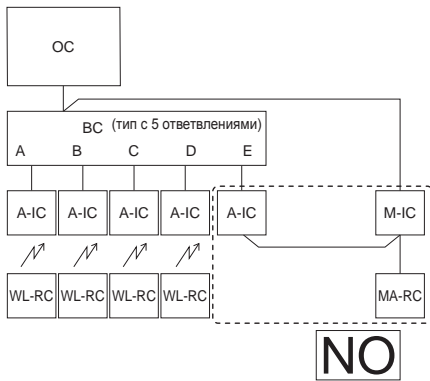 OC
BC (тип с 5 ответвлениями)
A B C D E
A-IC A-IC A-IC A-IC A-IC M-IC
WL-RC WL-RC WL-RC WL-RC MA-RC
NO